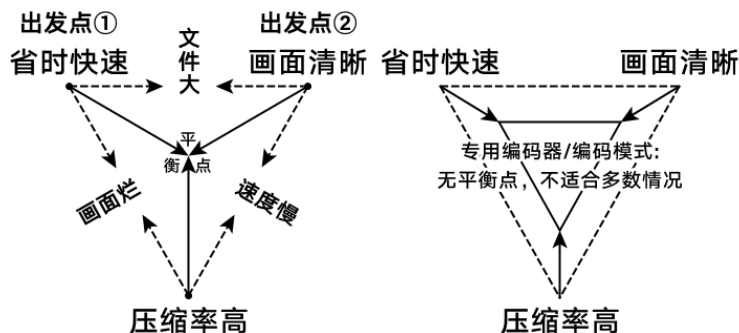 出发点①
出发点②
文件大
省时快速
画面清晰
平
衡点
画面烂
速度慢
压缩率高
省时快速
画面清晰
专用编码器/编码模式:
无平衡点，不适合多数情况
压缩率高